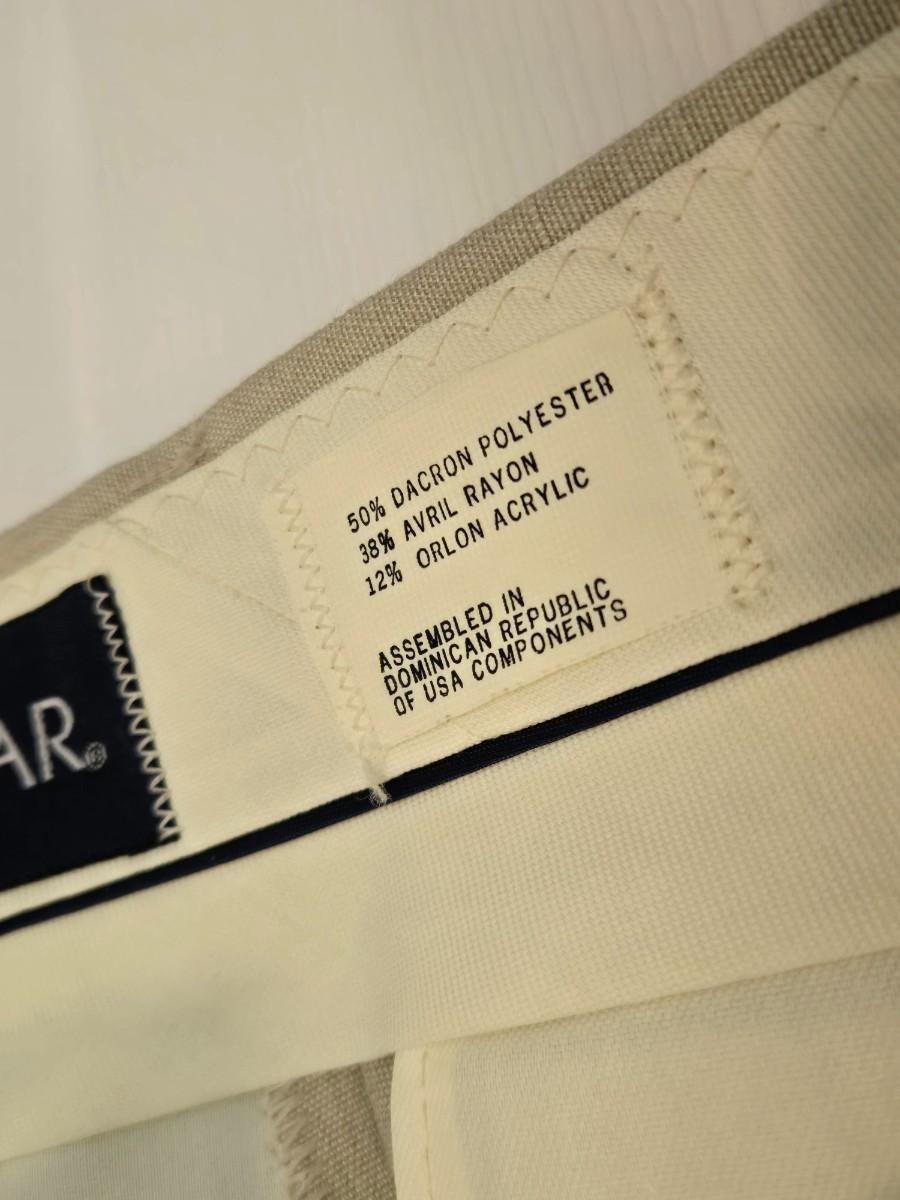 50% DACRON POLYESTER
38% AVRIL RAYON
12% ORLON ACRYLIC
ASSEMBLED IN
DOMINICAN REPUBLIC
OF USA COMPONENTS
AR®